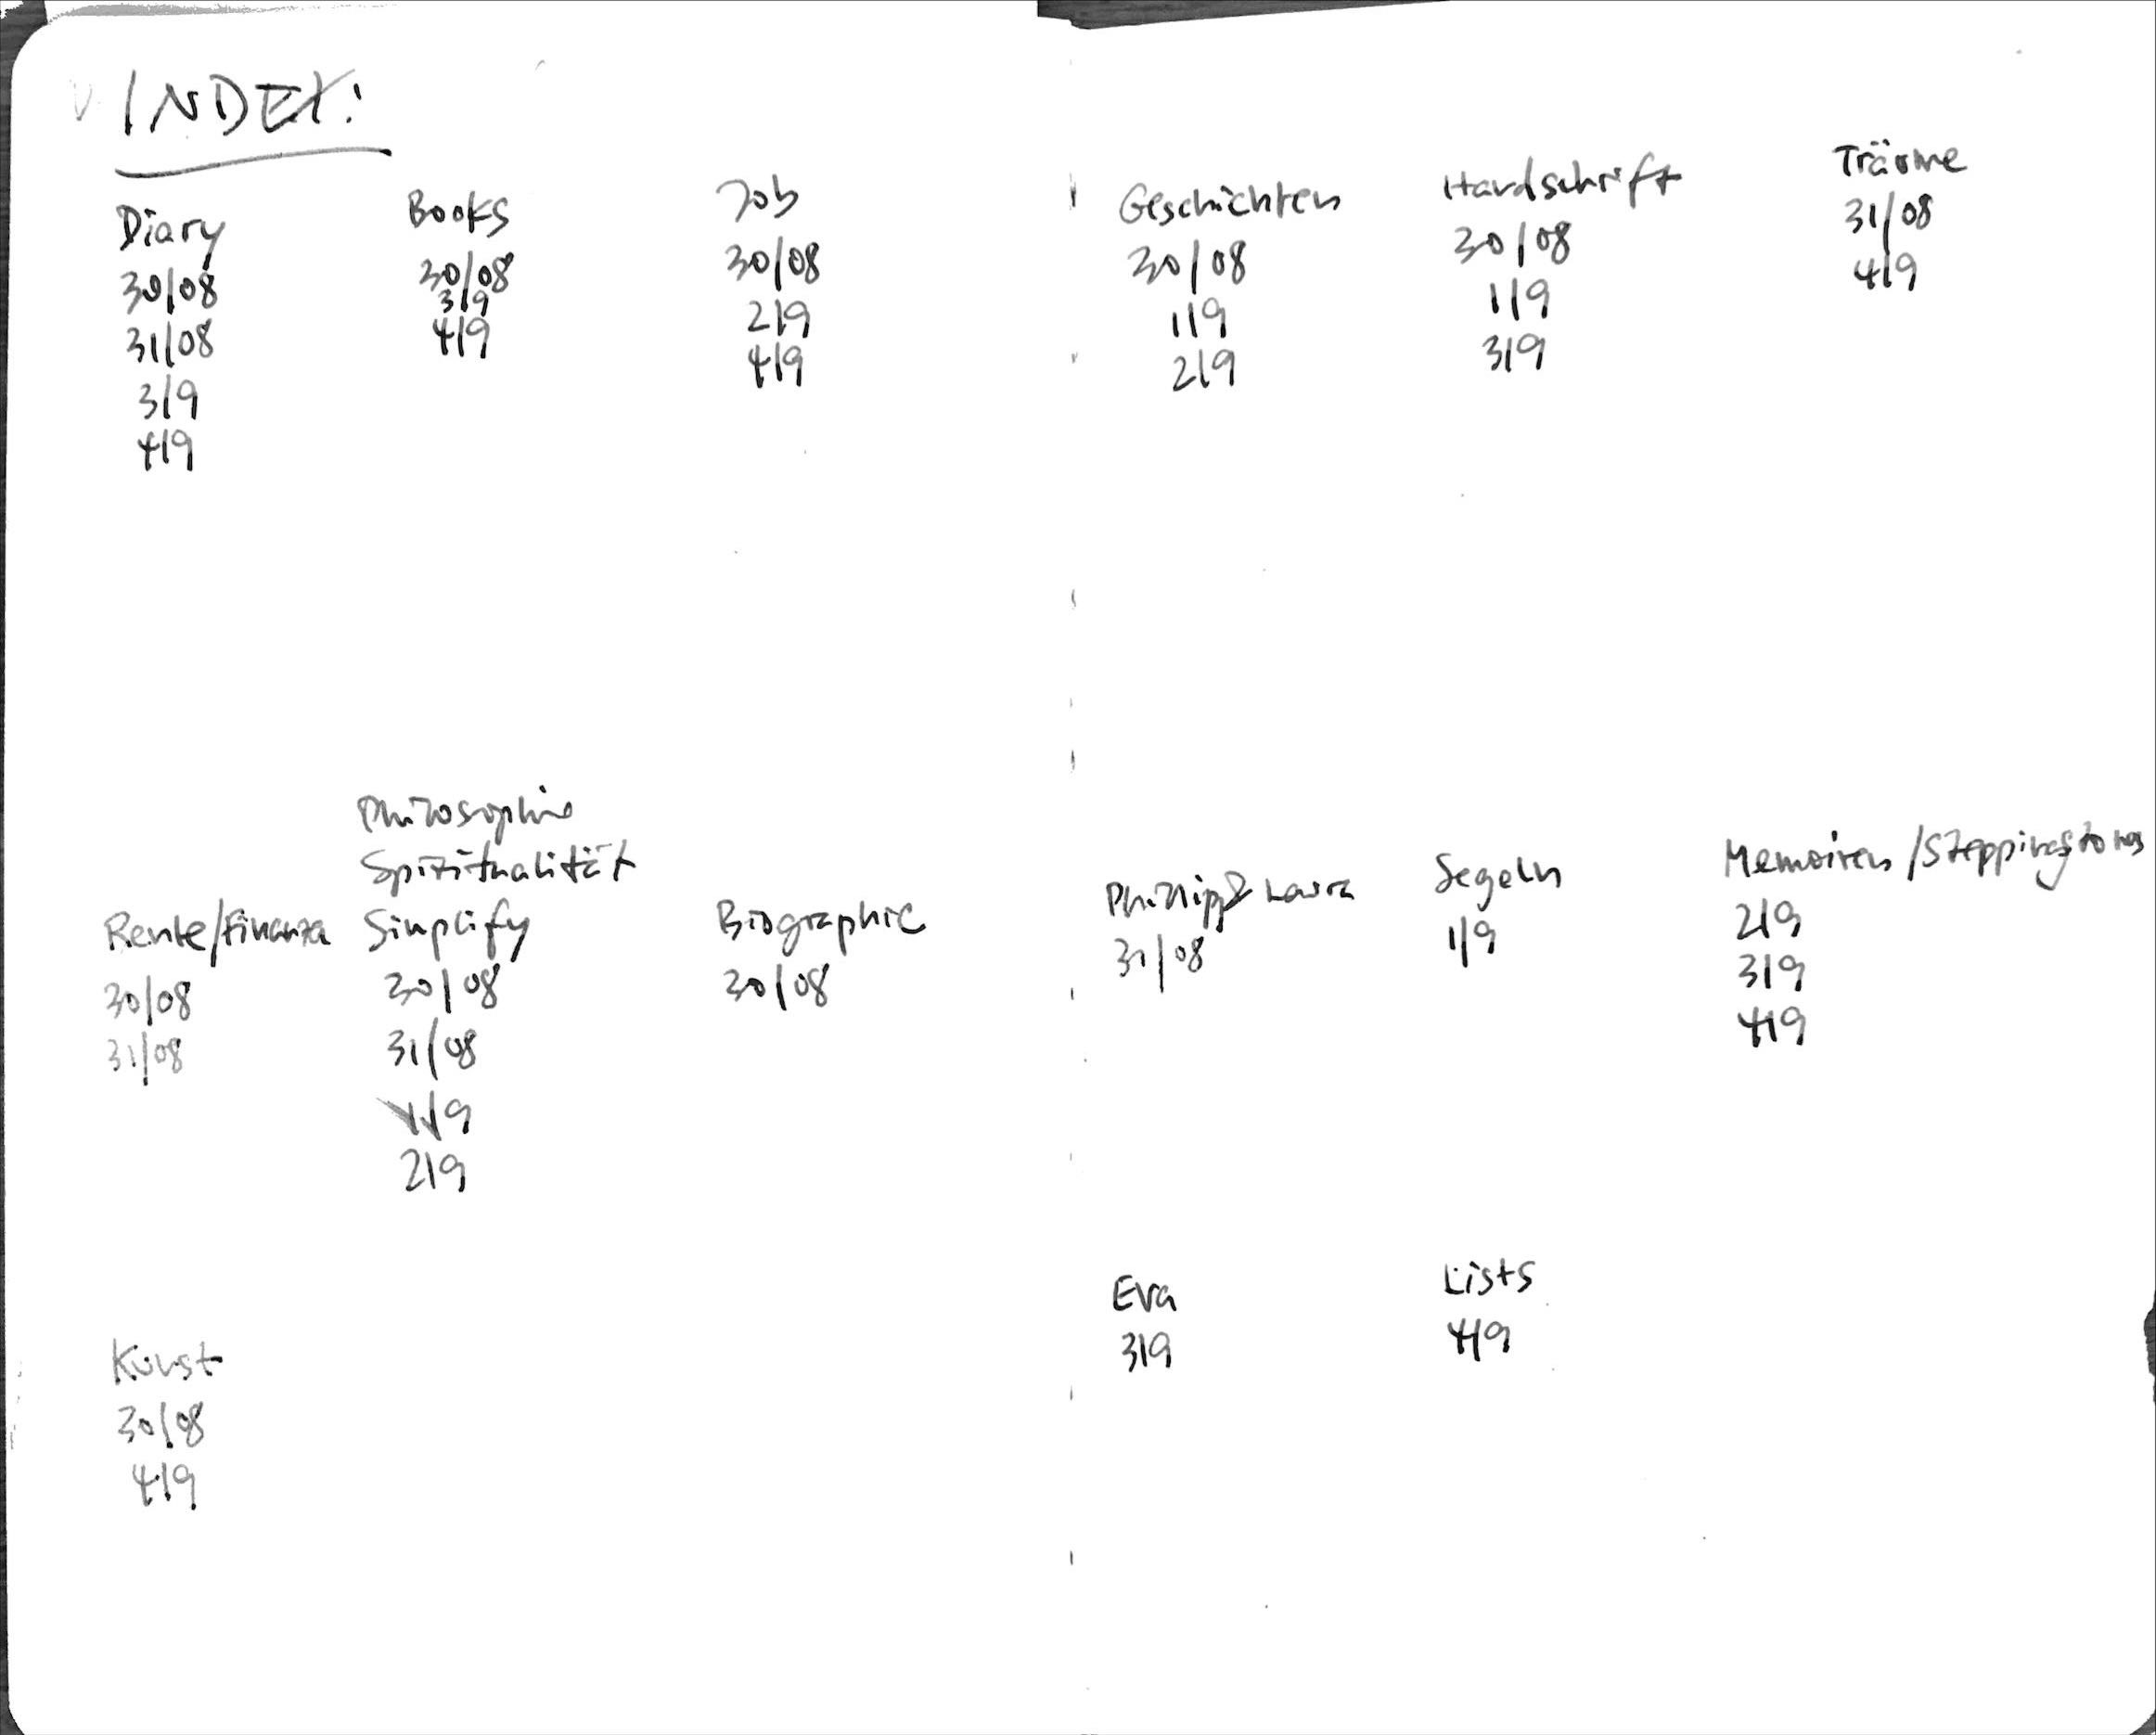 INDEX:
Diary
30/08
31/08
3/9
4/9
Books
30/08
3/9
4/9
Job
30/08
2/9
4/9
Geschichten
30/08
1/9
2/9
Handschrift
30/08
1/9
3/9
Träume
31/08
4/9
Rente/Finanzen
30/08
31/08
Philosophie
Spiritualität
Simplify
30/08
31/08
1/9
2/9
Biographie
30/08
Philipp & Laura
31/08
Segeln
1/9
Memoiren/Steppingstones
2/9
3/9
4/9
Kunst
30/08
4/9
Eva
3/9
Lists
4/9